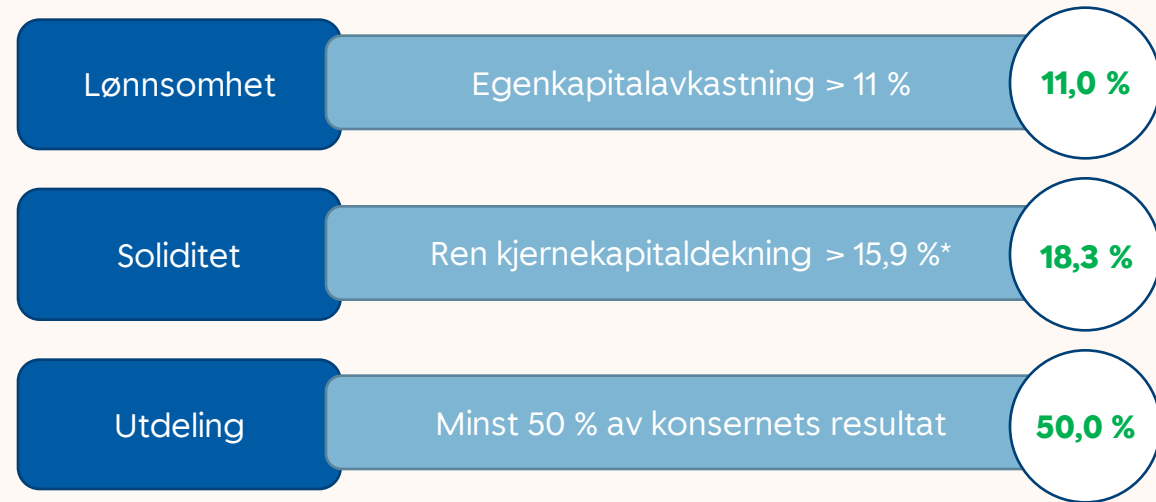 Lønnsomhet
Egenkapitalavkastning > 11 %
11,0 %
Soliditet
Ren kjernekapitaldekning > 15,9 %*
18,3 %
Utdeling
Minst 50 % av konsernets resultat
50,0 %